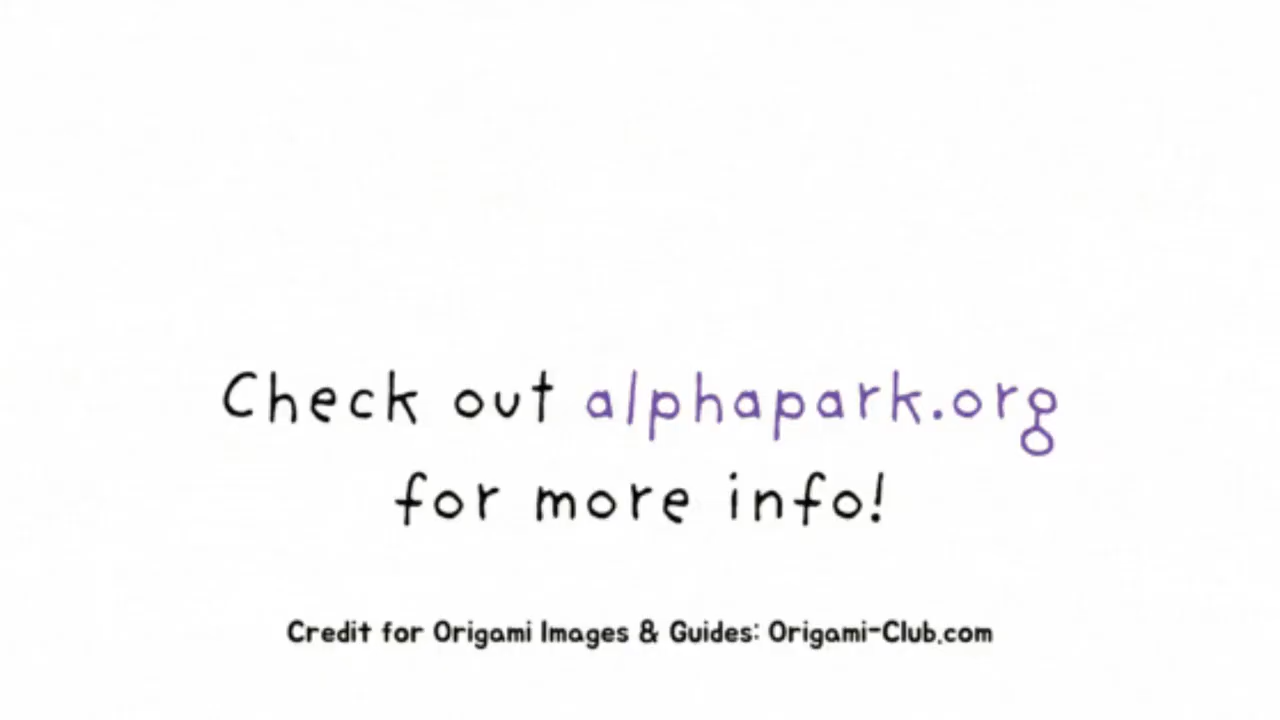 Check out alphapark.org
for more info!
Credit for Origami Images & Guides: Origami-Club.com